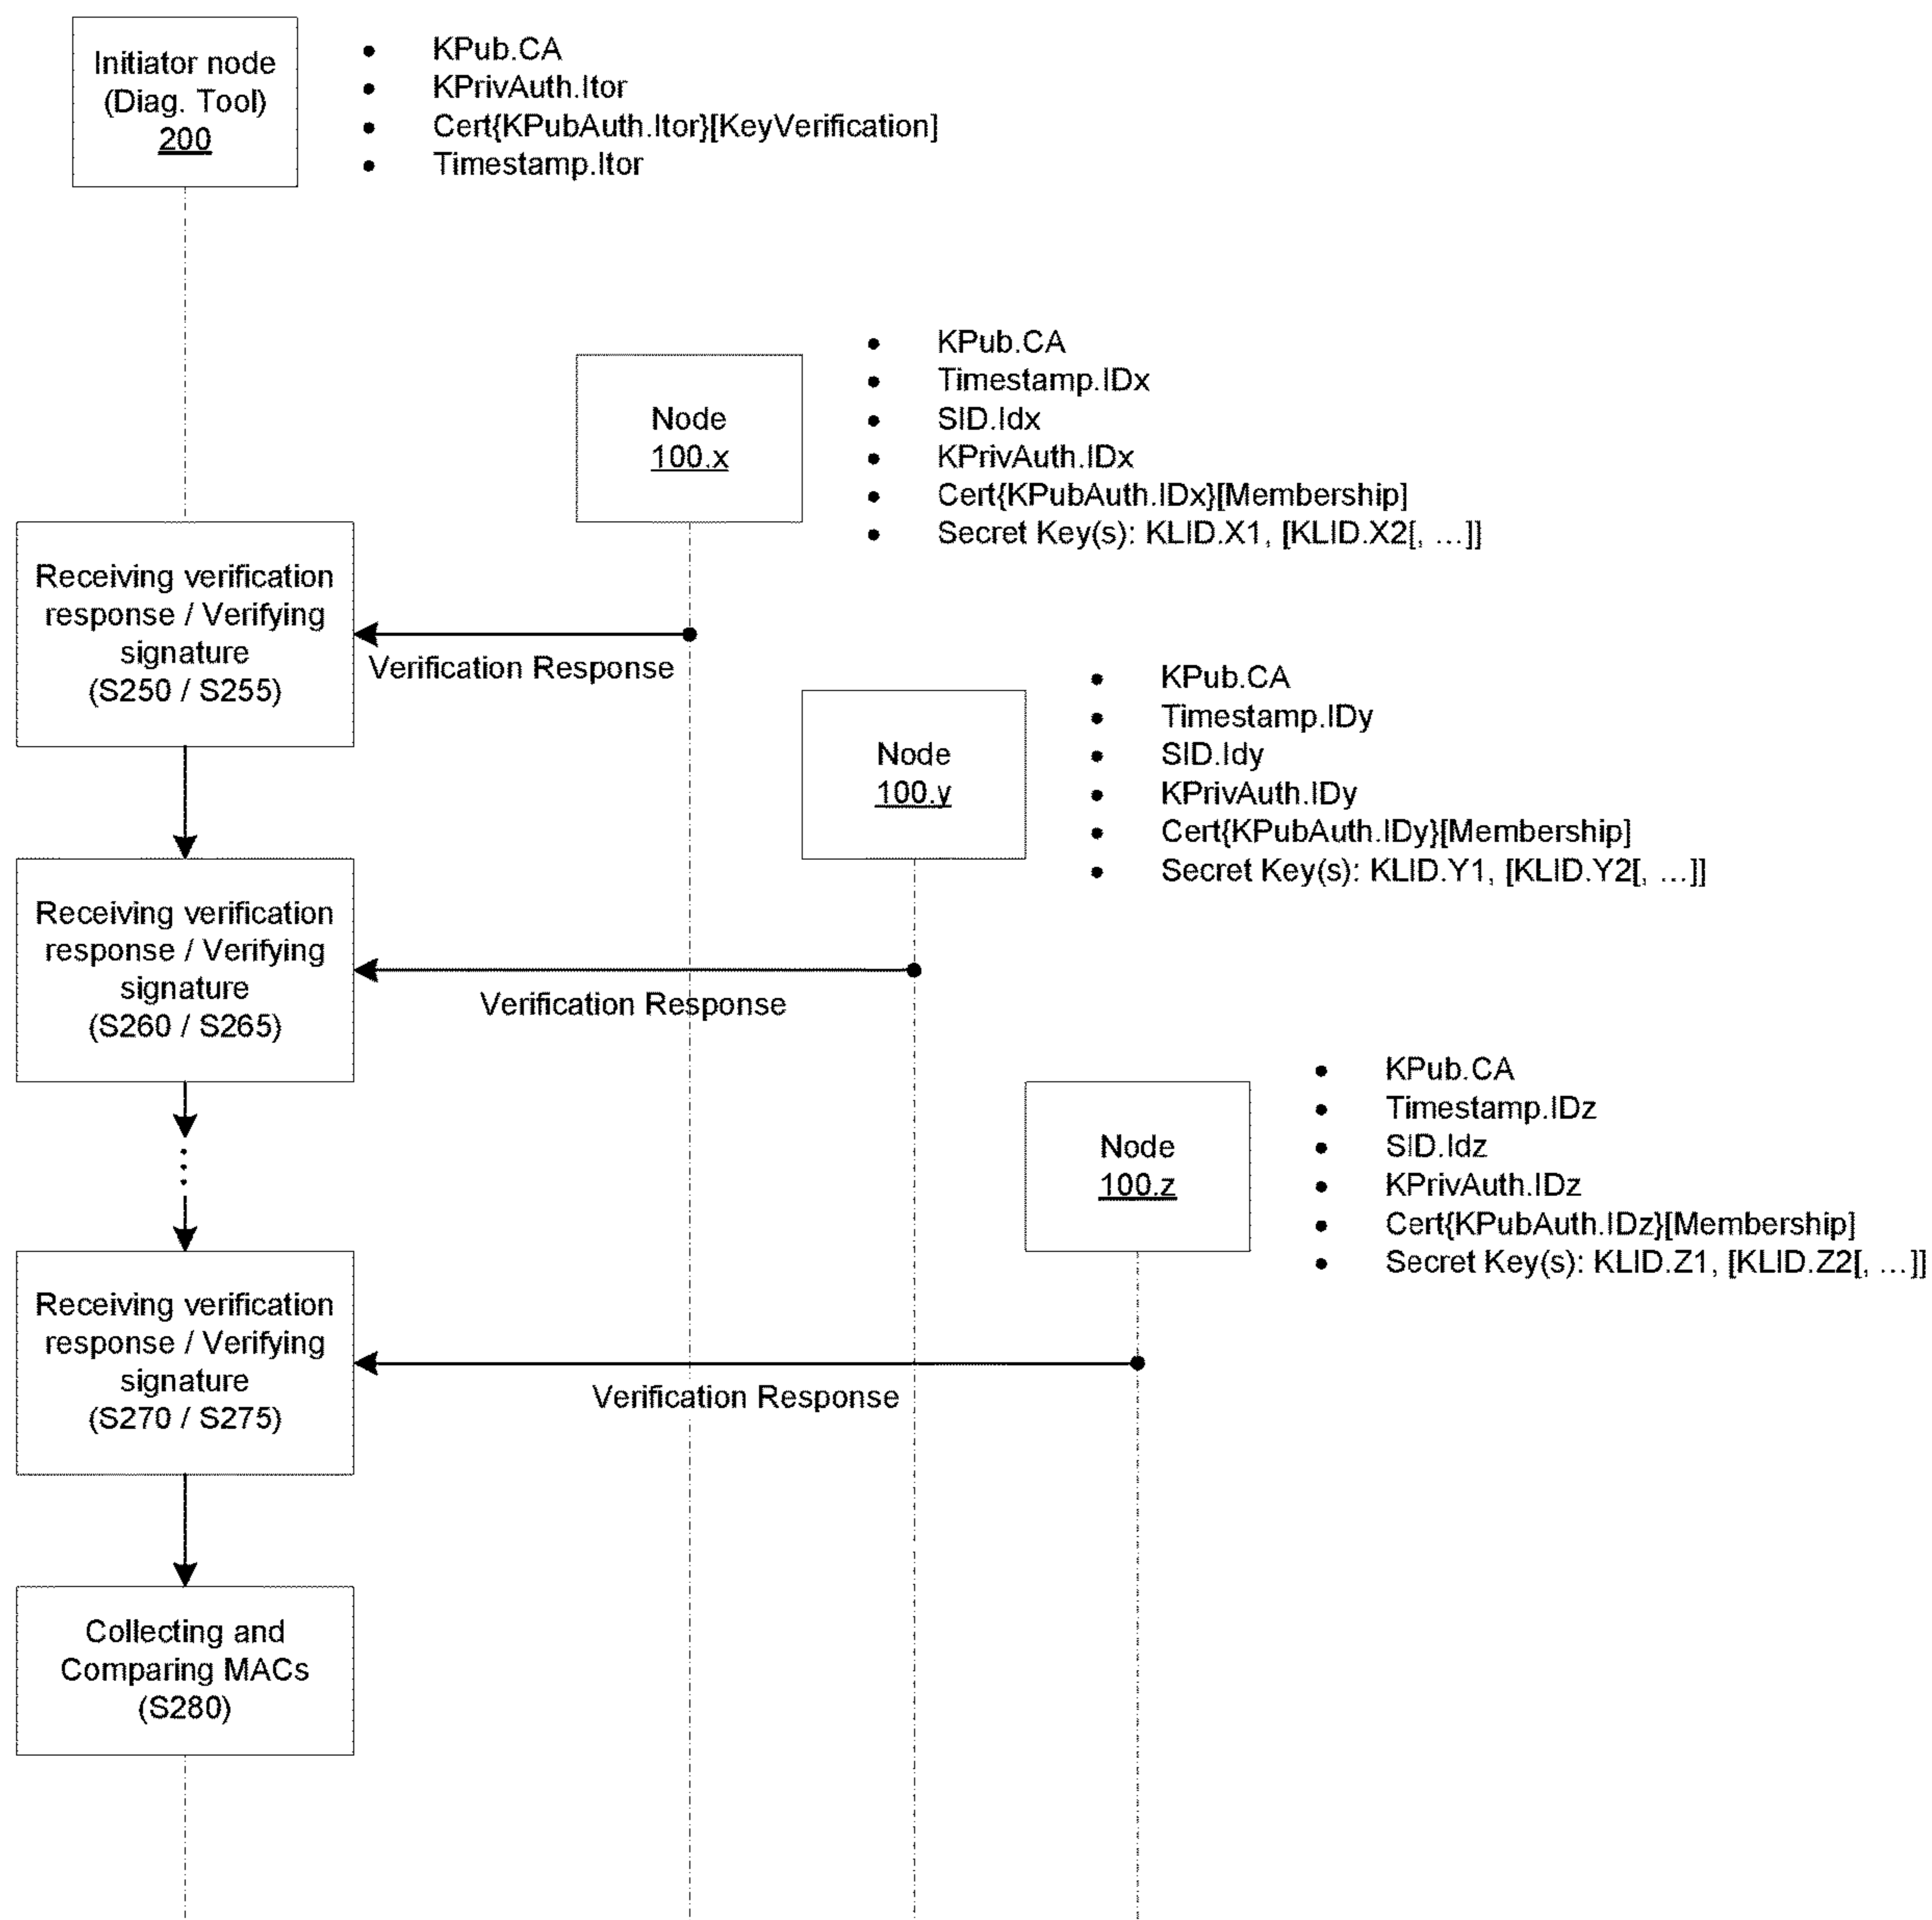 Initiator node
(Diag. Tool)
200
• KPub.CA
• KPrivAuth.Itor
• Cert{KPubAuth.Itor}[KeyVerification]
• Timestamp.Itor
Node
100.x
• KPub.CA
• Timestamp.IDx
• SID.Idx
• KPrivAuth.IDx
• Cert{KPubAuth.IDx}[Membership]
• Secret Key(s): KLID.X1, [KLID.X2[, ...]]
Receiving verification
response / Verifying
signature
(S250 / S255)
Verification Response
Node
100.y
• KPub.CA
• Timestamp.IDy
• SID.Idy
• KPrivAuth.IDy
• Cert{KPubAuth.IDy}[Membership]
• Secret Key(s): KLID.Y1, [KLID.Y2[, ...]]
Receiving verification
response / Verifying
signature
(S260 / S265)
Verification Response
Node
100.z
• KPub.CA
• Timestamp.IDz
• SID.Idz
• KPrivAuth.IDz
• Cert{KPubAuth.IDz}[Membership]
• Secret Key(s): KLID.Z1, [KLID.Z2[, ...]]
Receiving verification
response / Verifying
signature
(S270 / S275)
Verification Response
Collecting and
Comparing MACs
(S280)